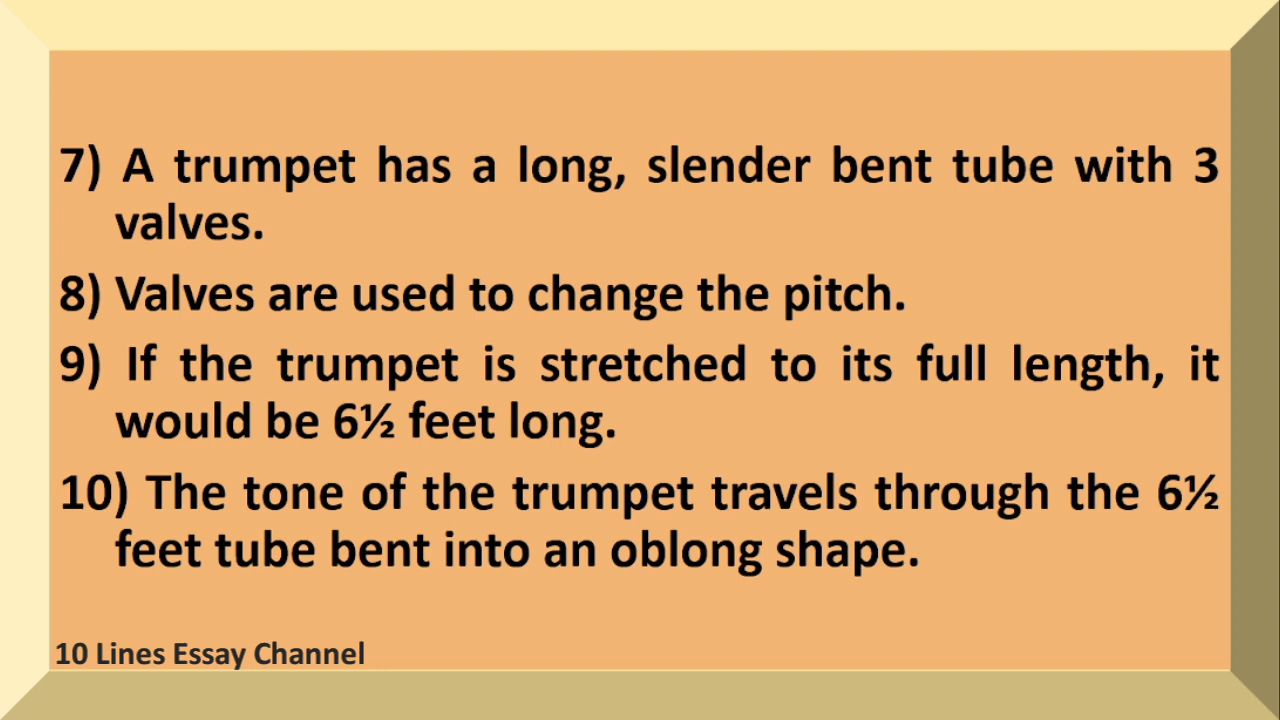 7) A trumpet has a long, slender bent tube with 3
valves.
8) Valves are used to change the pitch.
9) If the trumpet is stretched to its full length, it
would be 6½ feet long.
10) The tone of the trumpet travels through the 6½
feet tube bent into an oblong shape.
10 Lines Essay Channel